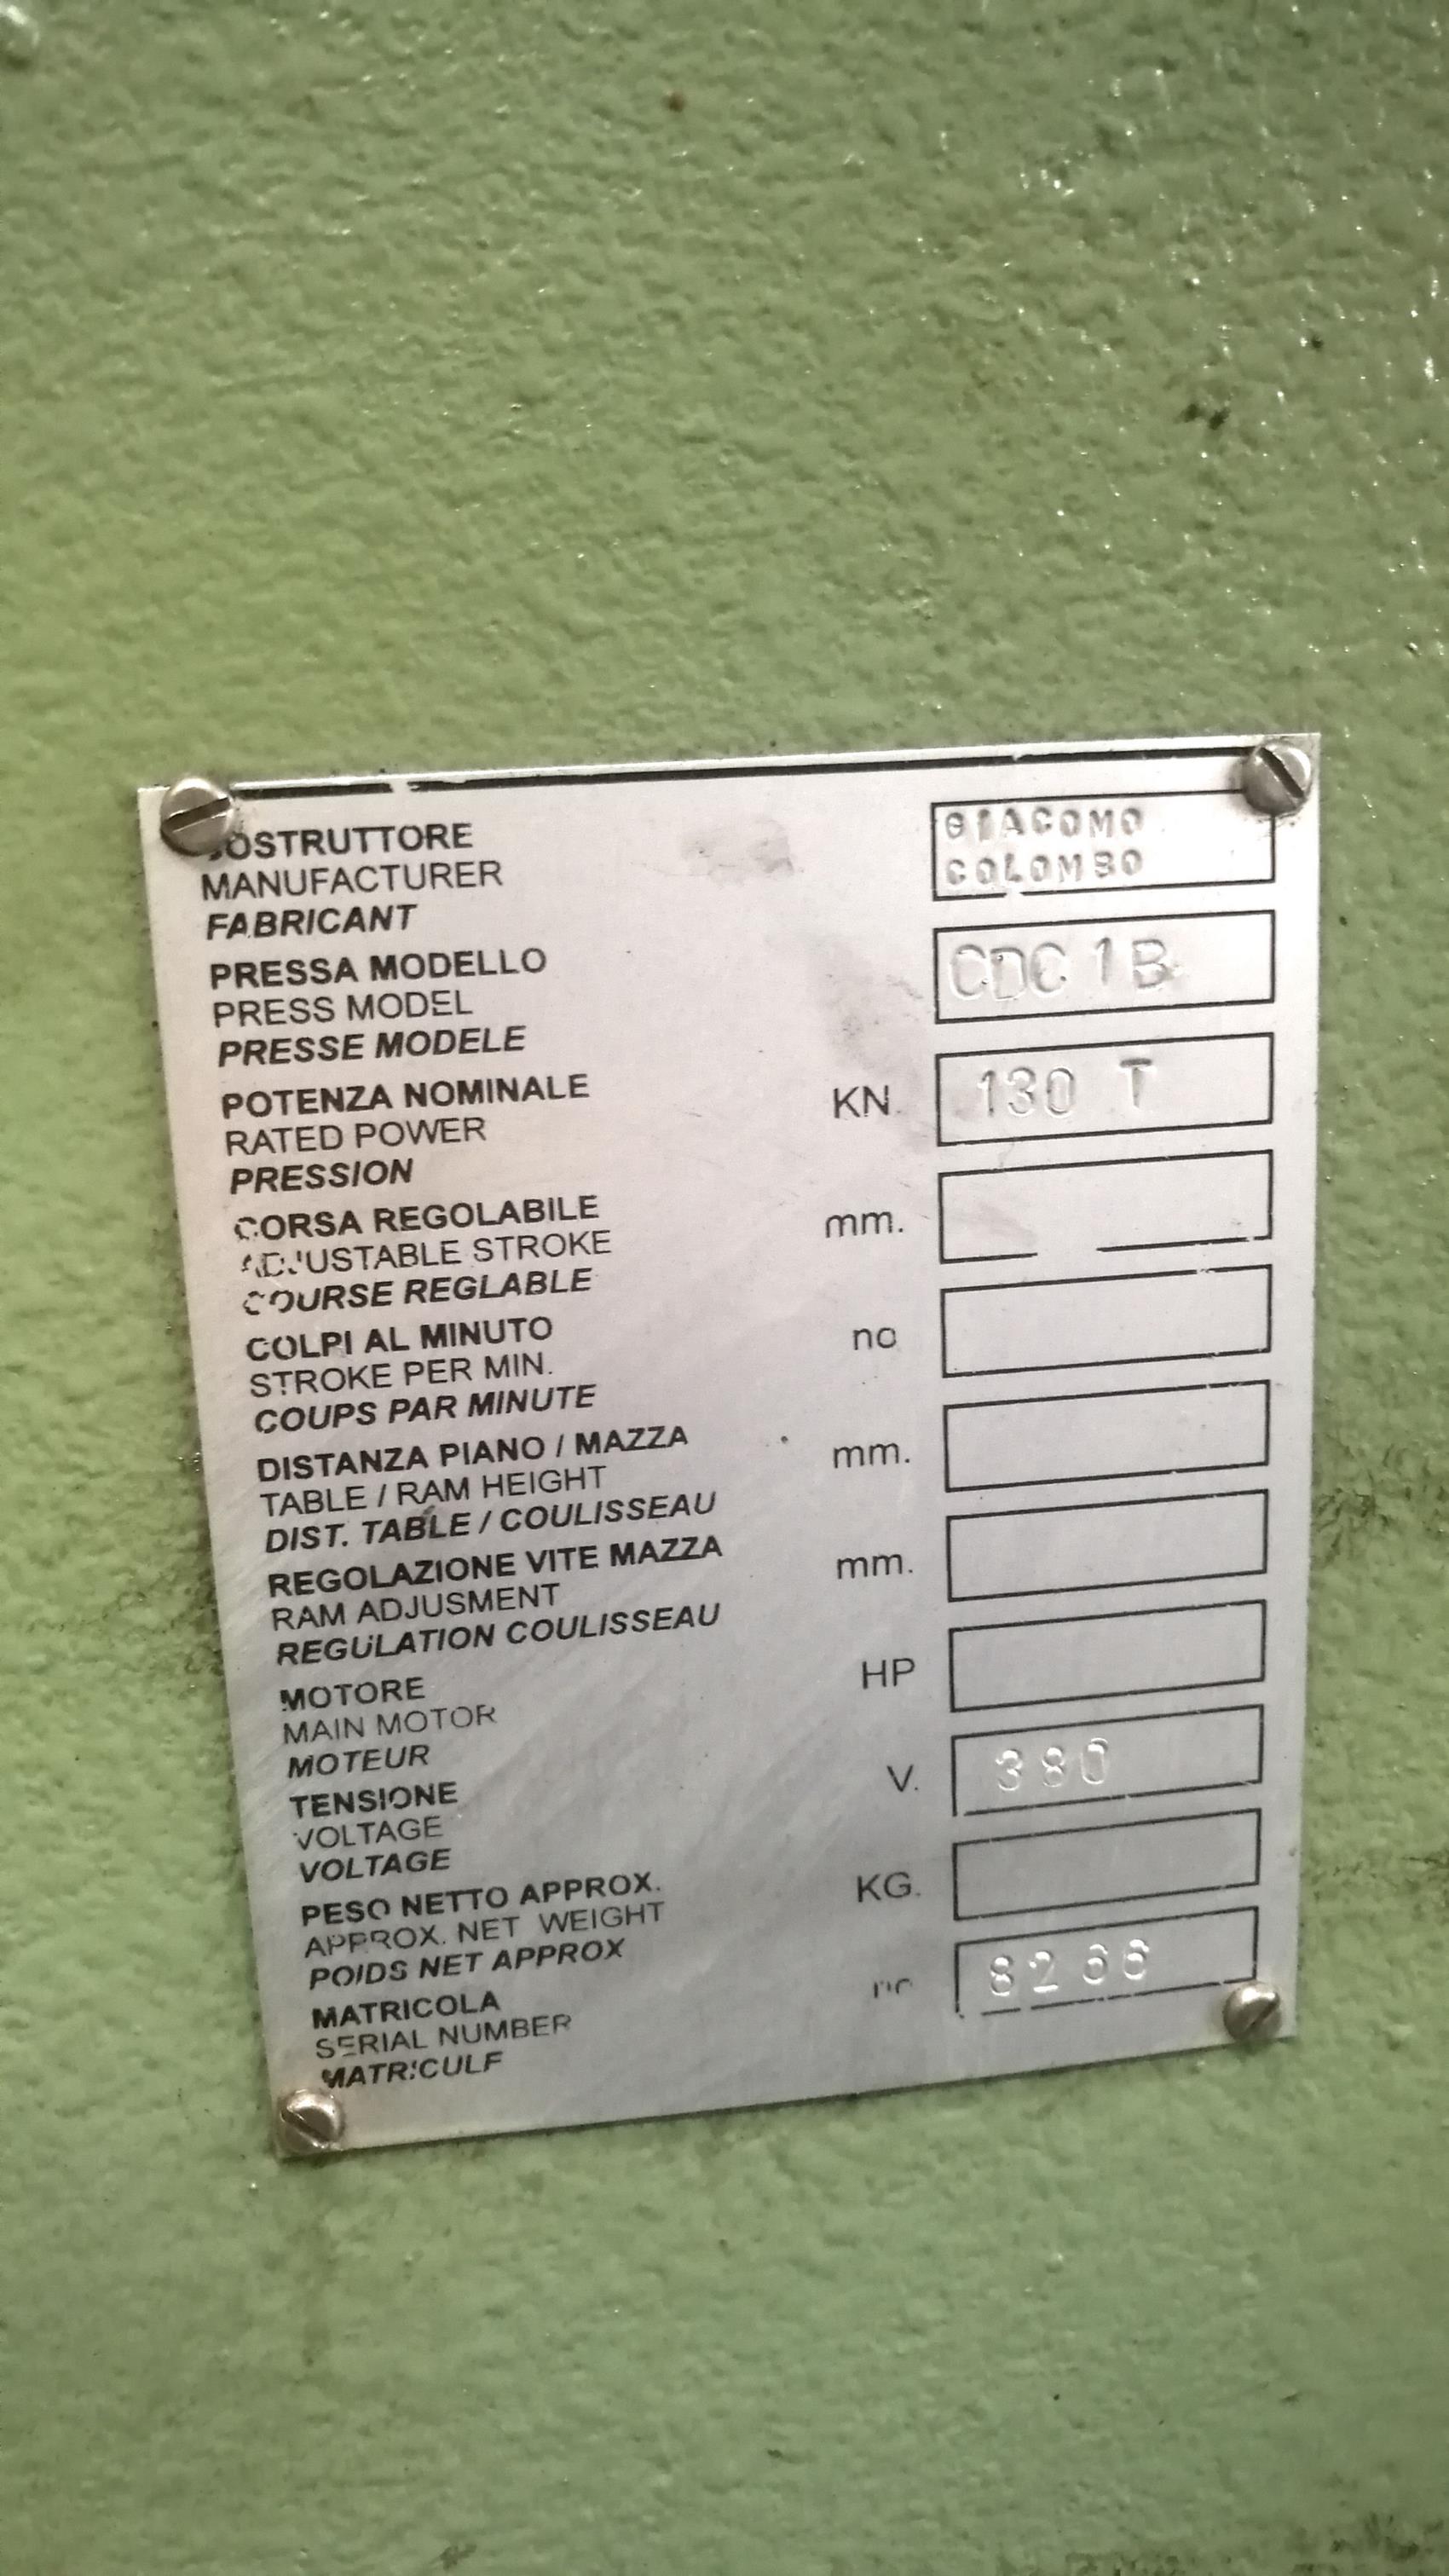 COSTRUTTORE
MANUFACTURER
FABRICANT
GIACOMO
COLOMBO
PRESSA MODELLO
PRESS MODEL
PRESSE MODELE
CDC 1 B
POTENZA NOMINALE
RATED POWER
PRESSION
KN.
130 T
CORSA REGOLABILE
ADJUSTABLE STROKE
COURSE REGLABLE
mm.
COLPI AL MINUTO
STROKE PER MIN.
COUPS PAR MINUTE
no
DISTANZA PIANO / MAZZA
TABLE / RAM HEIGHT
DIST. TABLE / COULISSEAU
mm.
REGOLAZIONE VITE MAZZA
RAM ADJUSMENT
REGULATION COULISSEAU
mm.
MOTORE
MAIN MOTOR
MOTEUR
HP
TENSIONE
VOLTAGE
VOLTAGE
V.
380
PESO NETTO APPROX.
APPROX. NET WEIGHT
POIDS NET APPROX
KG.
MATRICOLA
SERIAL NUMBER
MATRICULE
no
8266